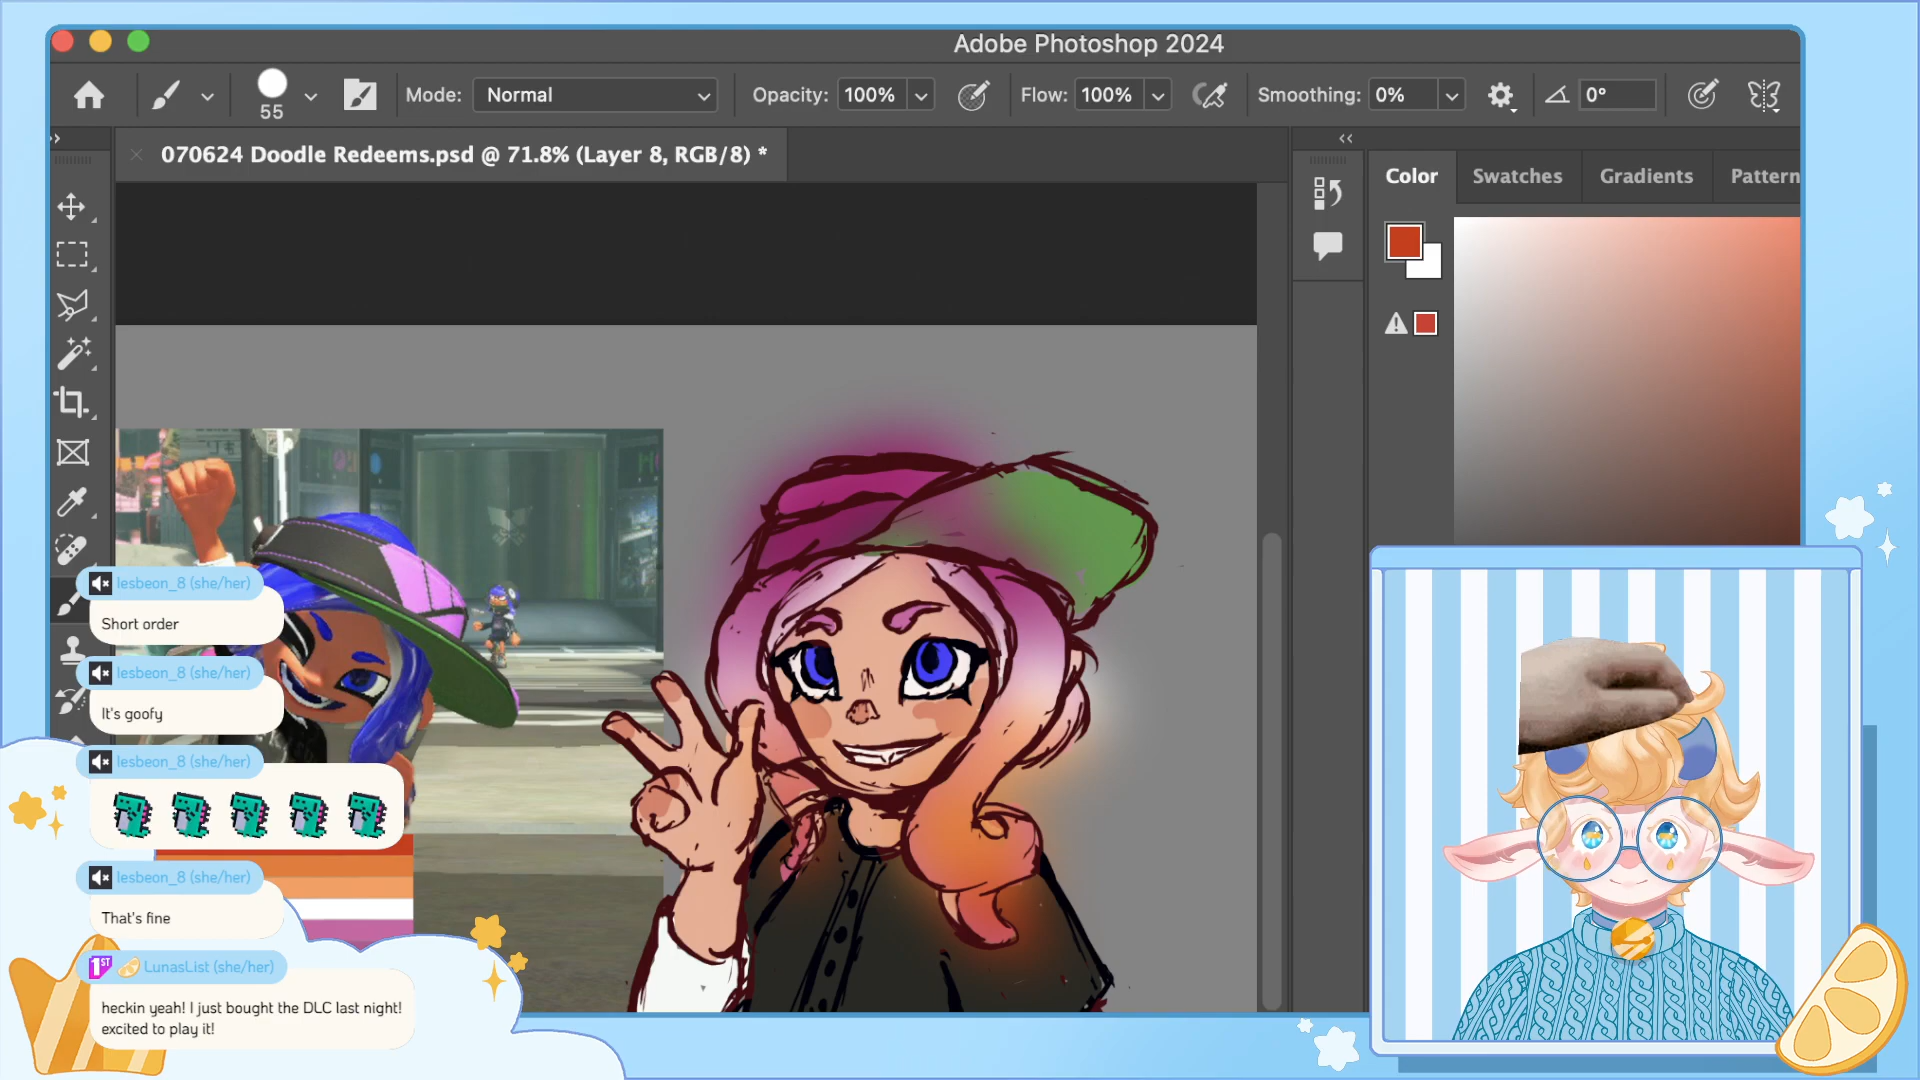 Adobe Photoshop 2024
55
Mode: Normal
Opacity: 100%
Flow: 100%
Smoothing: 0%
0°
070624 Doodle Redeems.psd @ 71.8% (Layer 8, RGB/8) *
Color
Swatches
Gradients
Pattern
lesbeon_8 (she/her)
Short order
lesbeon_8 (she/her)
It's goofy
lesbeon_8 (she/her)
lesbeon_8 (she/her)
That's fine
1ST LunasList (she/her)
heckin yeah! I just bought the DLC last night!
excited to play it!